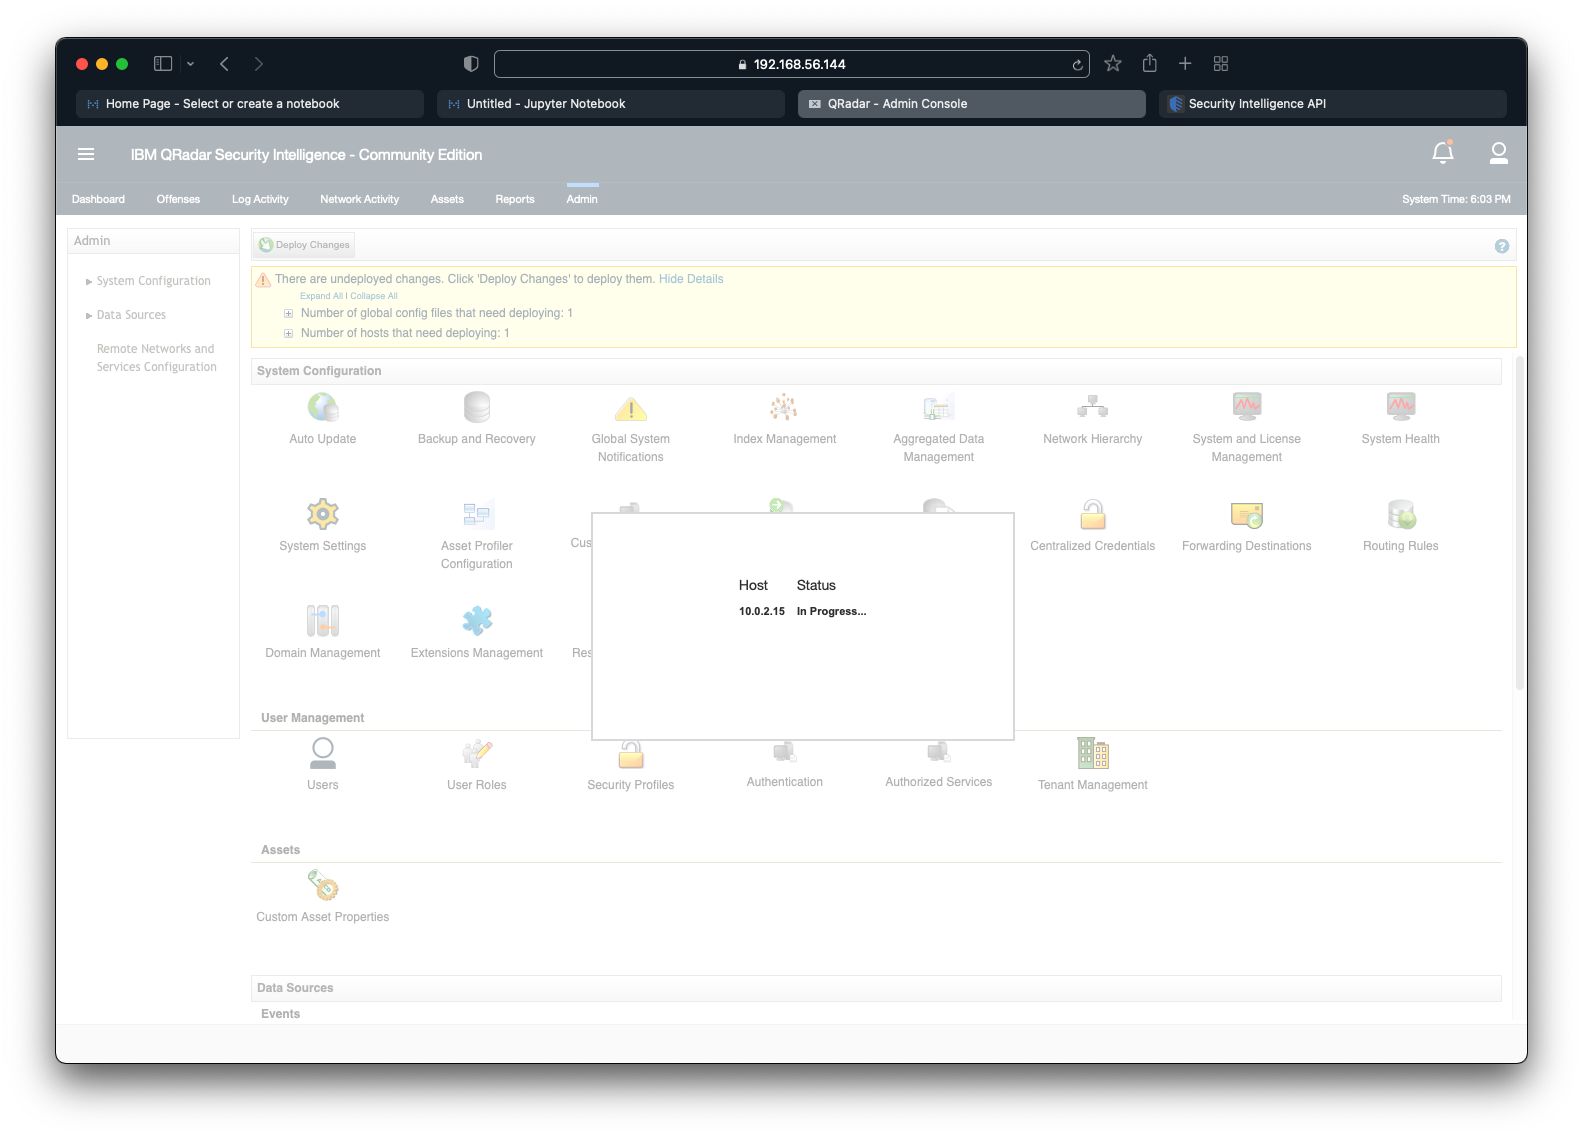 192.168.56.144
Home Page - Select or create a notebook
Untitled - Jupyter Notebook
QRadar - Admin Console
Security Intelligence API
IBM QRadar Security Intelligence - Community Edition
Dashboard
Offenses
Log Activity
Network Activity
Assets
Reports
Admin
System Time: 6:03 PM
Admin
System Configuration
Data Sources
Remote Networks and
Services Configuration
Deploy Changes
There are undeployed changes. Click 'Deploy Changes' to deploy them. Hide Details
Expand All | Collapse All
Number of global config files that need deploying: 1
Number of hosts that need deploying: 1
System Configuration
Auto Update
Backup and Recovery
Global System
Notifications
Index Management
Aggregated Data
Management
Network Hierarchy
System and License
Management
System Health
System Settings
Asset Profiler
Configuration
Cus
Centralized Credentials
Forwarding Destinations
Routing Rules
Host Status
10.0.2.15 In Progress...
Domain Management
Extensions Management
Res
User Management
Users
User Roles
Security Profiles
Authentication
Authorized Services
Tenant Management
Assets
Custom Asset Properties
Data Sources
Events